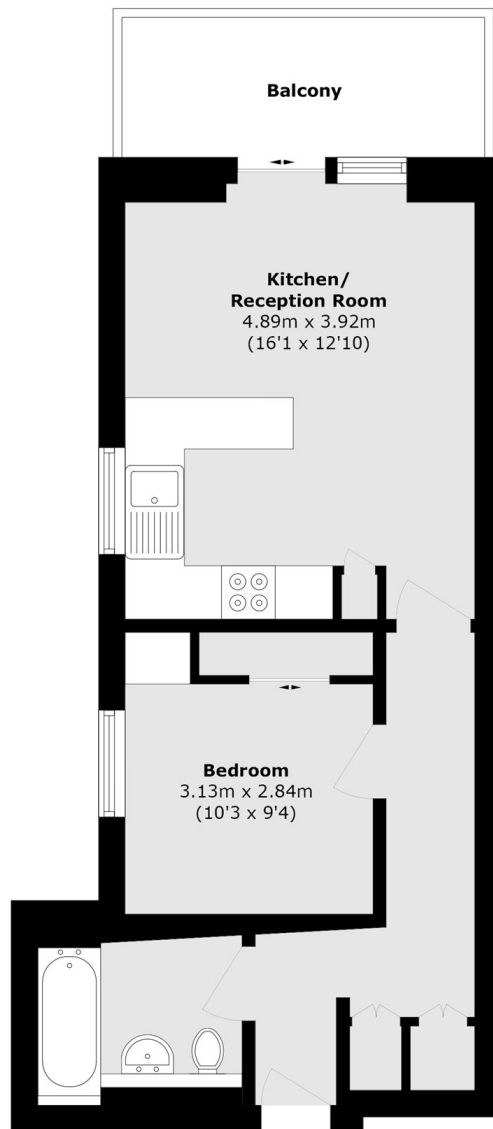 Balcony
Kitchen/
Reception Room
4.89m x 3.92m
(16'1 x 12'10)
Bedroom
3.13m x 2.84m
(10'3 x 9'4)